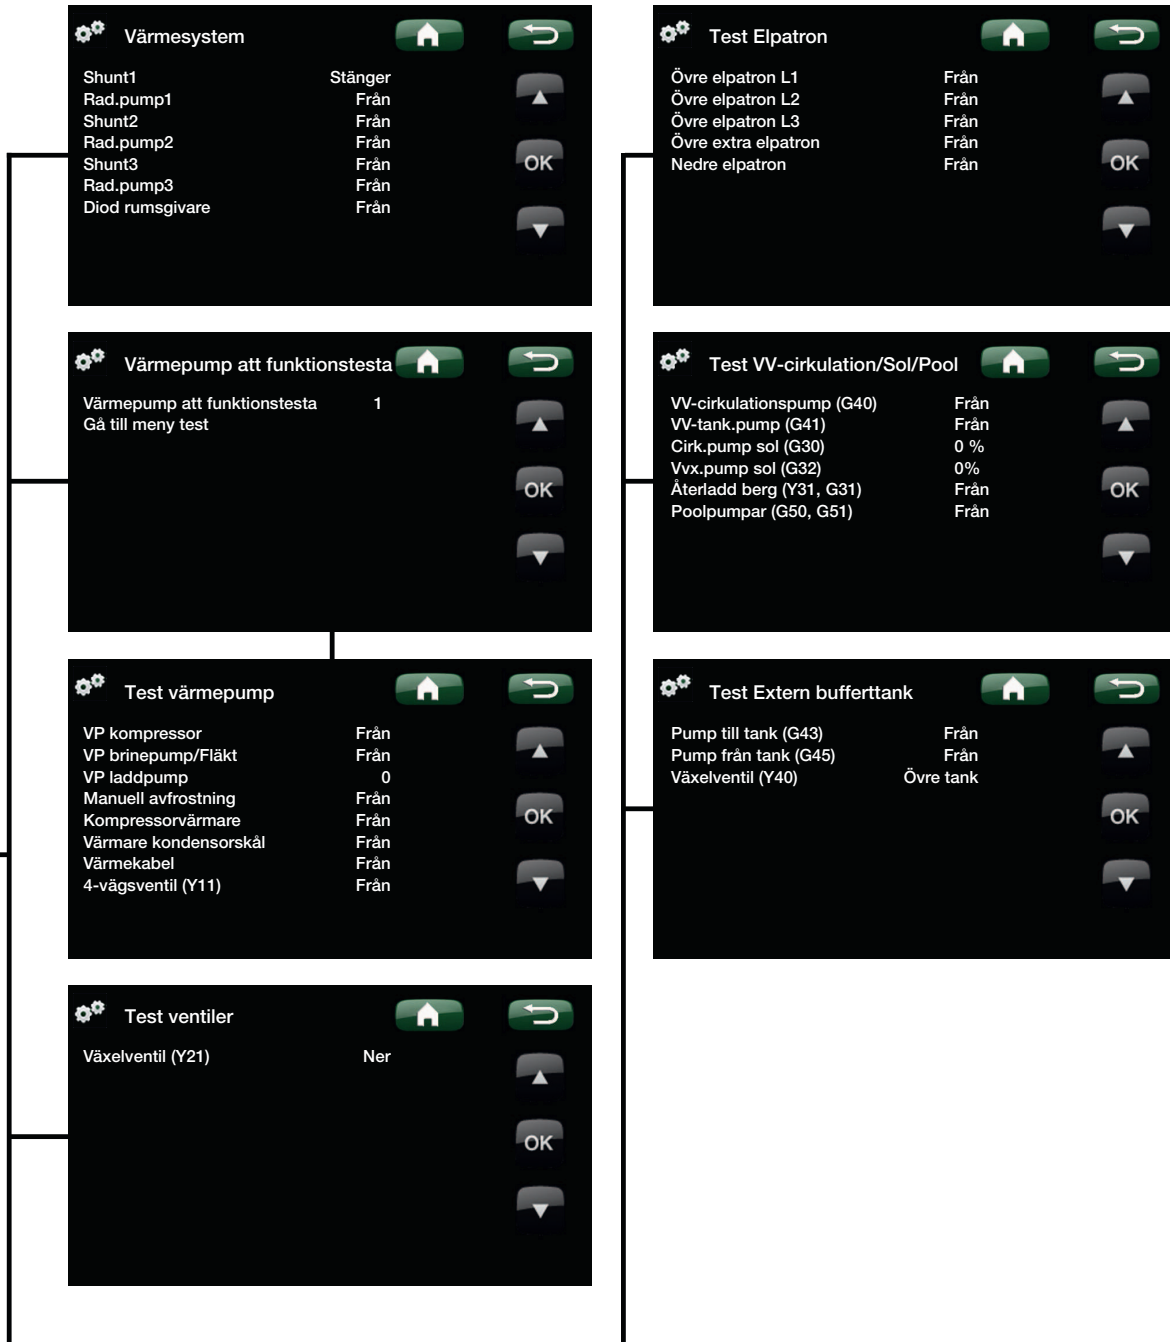 Värmesystem
Shunt1 Stänger
Rad.pump1 Från
Shunt2 Från
Rad.pump2 Från
Shunt3 Från
Rad.pump3 Från
Diod rumsgivare Från
OK
Värmepump att funktionstesta
Värmepump att funktionstesta 1
Gå till meny test
OK
Test värmepump
VP kompressor Från
VP brinepump/Fläkt Från
VP laddpump 0
Manuell avfrostning Från
Kompressorvärmare Från
Värmare kondensorskål Från
Värmekabel Från
4-vägsventil (Y11) Från
OK
Test ventiler
Växelventil (Y21) Ner
OK
Test Elpatron
Övre elpatron L1 Från
Övre elpatron L2 Från
Övre elpatron L3 Från
Övre extra elpatron Från
Nedre elpatron Från
OK
Test VV-cirkulation/Sol/Pool
VV-cirkulationspump (G40) Från
VV-tank.pump (G41) Från
Cirk.pump sol (G30) 0 %
Vvx.pump sol (G32) 0%
Återladd berg (Y31, G31) Från
Poolpumpar (G50, G51) Från
OK
Test Extern bufferttank
Pump till tank (G43) Från
Pump från tank (G45) Från
Växelventil (Y40) Övre tank
OK